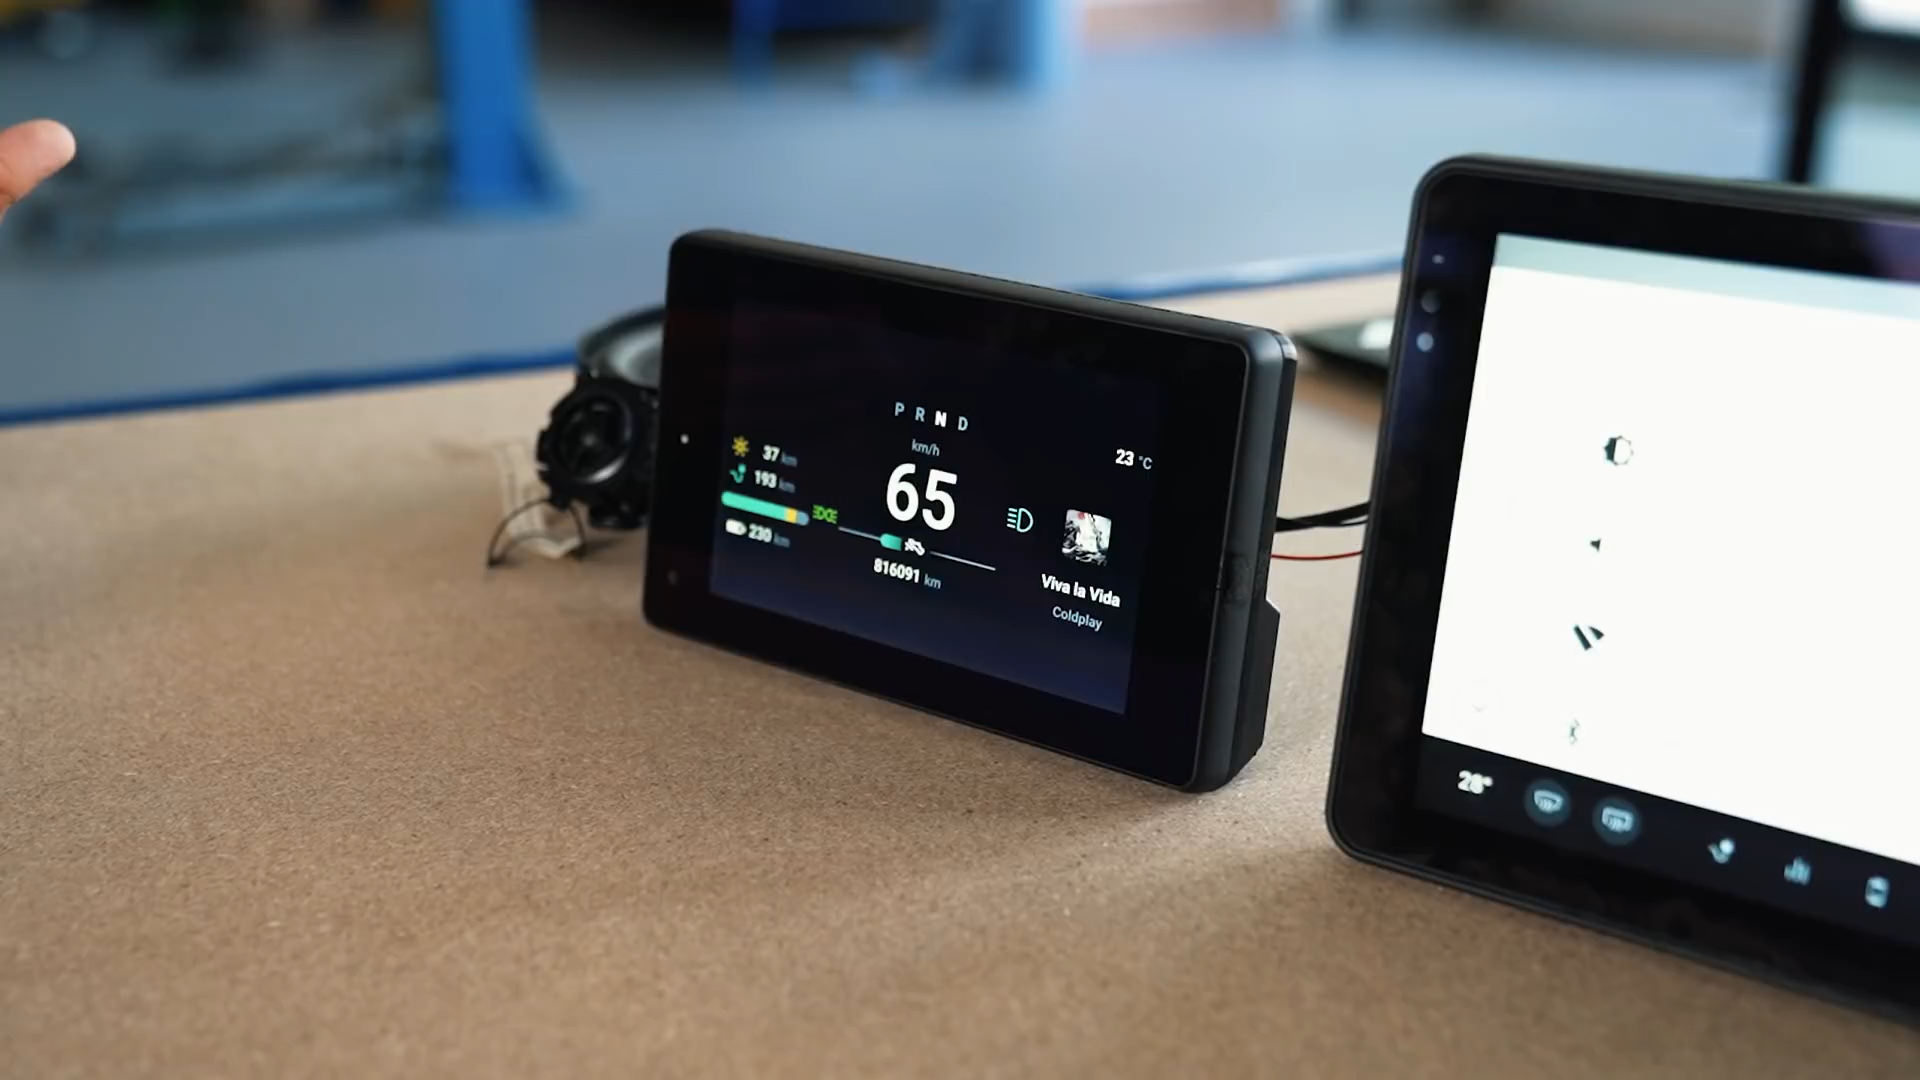 P R N D
km/h
65
37 km
193 km
230 km
816091 km
23 °C
Viva la Vida
Coldplay
28°